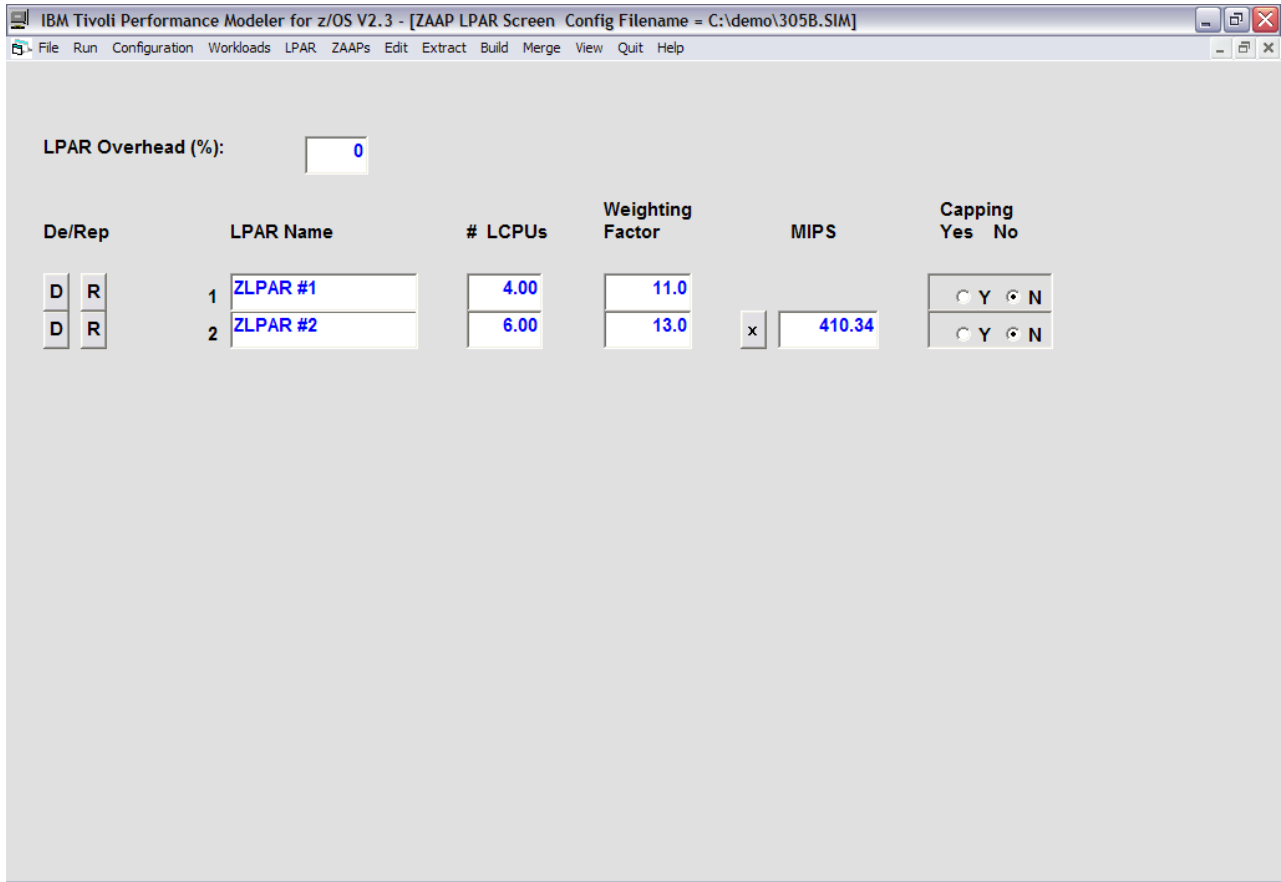 IBM Tivoli Performance Modeler for z/OS V2.3 - [ZAAP LPAR Screen Config Filename = C:\demo\305B.SIM]
File Run Configuration Workloads LPAR ZAAPs Edit Extract Build Merge View Quit Help
LPAR Overhead (%): 0
Weighting Capping
De/Rep LPAR Name # LCPUs Factor MIPS Yes No
D R 1 ZLPAR #1 4.00 11.0 Y N
D R 2 ZLPAR #2 6.00 13.0 x 410.34 Y N